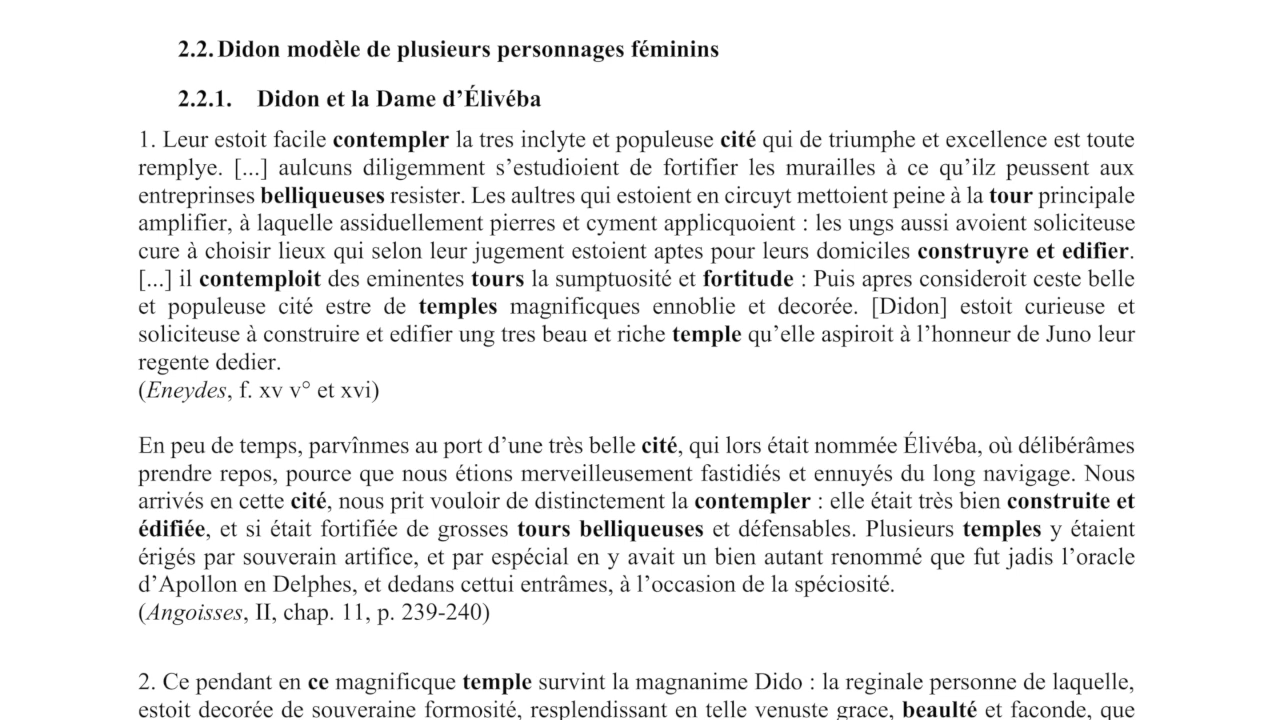 2.2. Didon modèle de plusieurs personnages féminins
2.2.1. Didon et la Dame d’Élivéba
1. Leur estoit facile contempler la tres inclyte et populeuse cité qui de triumphe et excellence est toute
remplye. [...] aulcuns diligemment s’estudioient de fortifier les murailles à ce qu’ilz peussent aux
entreprinses belliqueuses resister. Les aultres qui estoient en circuyt mettoient peine à la tour principale
amplifier, à laquelle assiduellement pierres et cyment applicquoient : les ungs aussi avoient soliciteuse
cure à choisir lieux qui selon leur jugement estoient aptes pour leurs domiciles construyre et edifier.
[...] il contemploit des eminentes tours la sumptuosité et fortitude : Puis apres consideroit ceste belle
et populeuse cité estre de temples magnificques ennoblie et decorée. [Didon] estoit curieuse et
soliciteuse à construire et edifier ung tres beau et riche temple qu’elle aspiroit à l’honneur de Juno leur
regente dedier.
(Eneydes, f. xv v° et xvi)
En peu de temps, parvînmes au port d’une très belle cité, qui lors était nommée Élivéba, où délibérâmes
prendre repos, pource que nous étions merveilleusement fastidiés et ennuyés du long navigage. Nous
arrivés en cette cité, nous prit vouloir de distinctement la contempler : elle était très bien construite et
édifiée, et si était fortifiée de grosses tours belliqueuses et défensables. Plusieurs temples y étaient
érigés par souverain artifice, et par espécial en y avait un bien autant renommé que fut jadis l’oracle
d’Apollon en Delphes, et dedans cettui entrâmes, à l’occasion de la spéciosité.
(Angoisses, II, chap. 11, p. 239-240)
2. Ce pendant en ce magnificque temple survint la magnanime Dido : la reginale personne de laquelle,
estoit decorée de souveraine formosité, resplendissant en telle venuste grace, beaulté et faconde, que